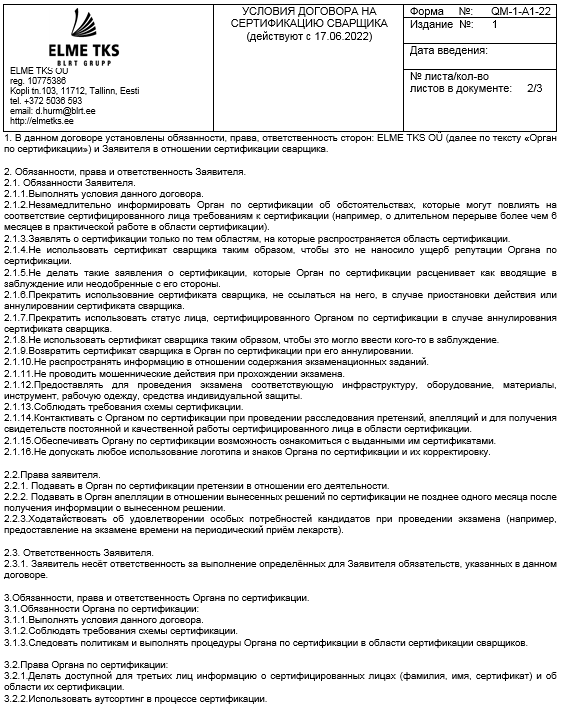 ELME TKS
BLRT GRUPP
ELME TKS OÜ
reg. 10775386
Kopli tn.103, 11712, Tallinn, Eesti
tel. +372 5036 593
email: d.hurm@blrt.ee
http://elmetks.ee
УСЛОВИЯ ДОГОВОРА НА
СЕРТИФИКАЦИЮ СВАРЩИКА
(действуют с 17.06.2022)
Форма №: QM-1-A1-22
Издание №: 1
Дата введения:
№ листа/кол-во
листов в документе: 2/3
1. В данном договоре установлены обязанности, права, ответственность сторон: ELME TKS OÜ (далее по тексту «Орган
по сертификации») и Заявителя в отношении сертификации сварщика.
2. Обязанности, права и ответственность Заявителя.
2.1. Обязанности Заявителя.
2.1.1.Выполнять условия данного договора.
2.1.2.Незамедлительно информировать Орган по сертификации об обстоятельствах, которые могут повлиять на
соответствие сертифицированного лица требованиям к сертификации (например, о длительном перерыве более чем 6
месяцев в практической работе в области сертификации).
2.1.3.Заявлять о сертификации только по тем областям, на которые распространяется область сертификации.
2.1.4.Не использовать сертификат сварщика таким образом, чтобы это не наносило ущерб репутации Органа по
сертификации.
2.1.5.Не делать такие заявления о сертификации, которые Орган по сертификации расценивает как вводящие в
заблуждение или неодобренные с его стороны.
2.1.6.Прекратить использование сертификата сварщика, не ссылаться на него, в случае приостановки действия или
аннулировании сертификата сварщика.
2.1.7.Прекратить использовать статус лица, сертифицированного Органом по сертификации в случае аннулирования
сертификата сварщика.
2.1.8.Не использовать сертификат сварщика таким образом, чтобы это могло ввести кого-то в заблуждение.
2.1.9.Возвратить сертификат сварщика в Орган по сертификации при его аннулировании.
2.1.10.Не распространять информацию в отношении содержания экзаменационных заданий.
2.1.11.Не проводить мошеннические действия при прохождении экзамена.
2.1.12.Предоставлять для проведения экзамена соответствующую инфраструктуру, оборудование, материалы,
инструмент, рабочую одежду, средства индивидуальной защиты.
2.1.13.Соблюдать требования схемы сертификации.
2.1.14.Контактивать с Органом по сертификации при проведении расследования претензий, апелляций и для получения
свидетельств постоянной и качественной работы сертифицированного лица в области сертификации.
2.1.15.Обеспечивать Органу по сертификации возможность ознакомиться с выданными им сертификатами.
2.1.16.Не допускать любое использование логотипа и знаков Органа по сертификации и их корректировку.
2.2.Права заявителя.
2.2.1. Подавать в Орган по сертификации претензии в отношении его деятельности.
2.2.2. Подавать в Орган апелляции в отношении вынесенных решений по сертификации не позднее одного месяца после
получения информации о вынесенном решении.
2.2.3.Ходатайствовать об удовлетворении особых потребностей кандидатов при проведении экзамена (например,
предоставление на экзамене времени на периодический приём лекарств).
2.3. Ответственность Заявителя.
2.3.1. Заявитель несёт ответственность за выполнение определённых для Заявителя обязательств, указанных в данном
договоре.
3.Обязанности, права и ответственность Органа по сертификации.
3.1.Обязанности Органа по сертификации:
3.1.1.Выполнять условия данного договора.
3.1.2.Соблюдать требования схемы сертификации.
3.1.3.Следовать политикам и выполнять процедуры Органа по сертификации в области сертификации сварщиков.
3.2.Права Органа по сертификации:
3.2.1.Делать доступной для третьих лиц информацию о сертифицированных лицах (фамилия, имя, сертификат) и об
области их сертификации.
3.2.2.Использовать аутсортинг в процессе сертификации.